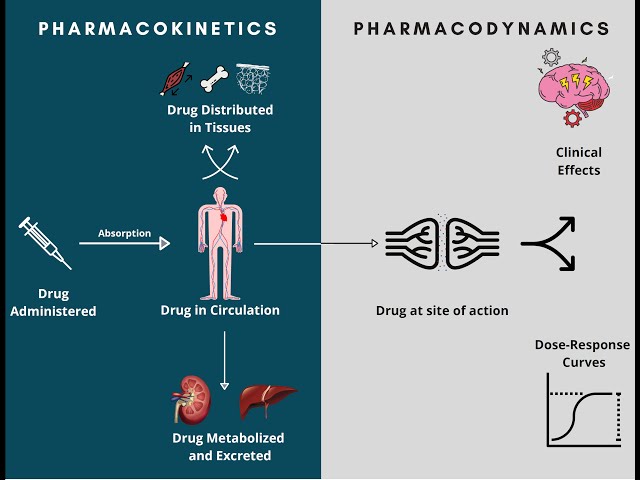 PHARMACOKINETICS
Drug Distributed
in Tissues
Absorption
Drug
Administered
Drug in Circulation
Drug Metabolized
and Excreted
PHARMACODYNAMICS
Clinical
Effects
Drug at site of action
Dose-Response
Curves